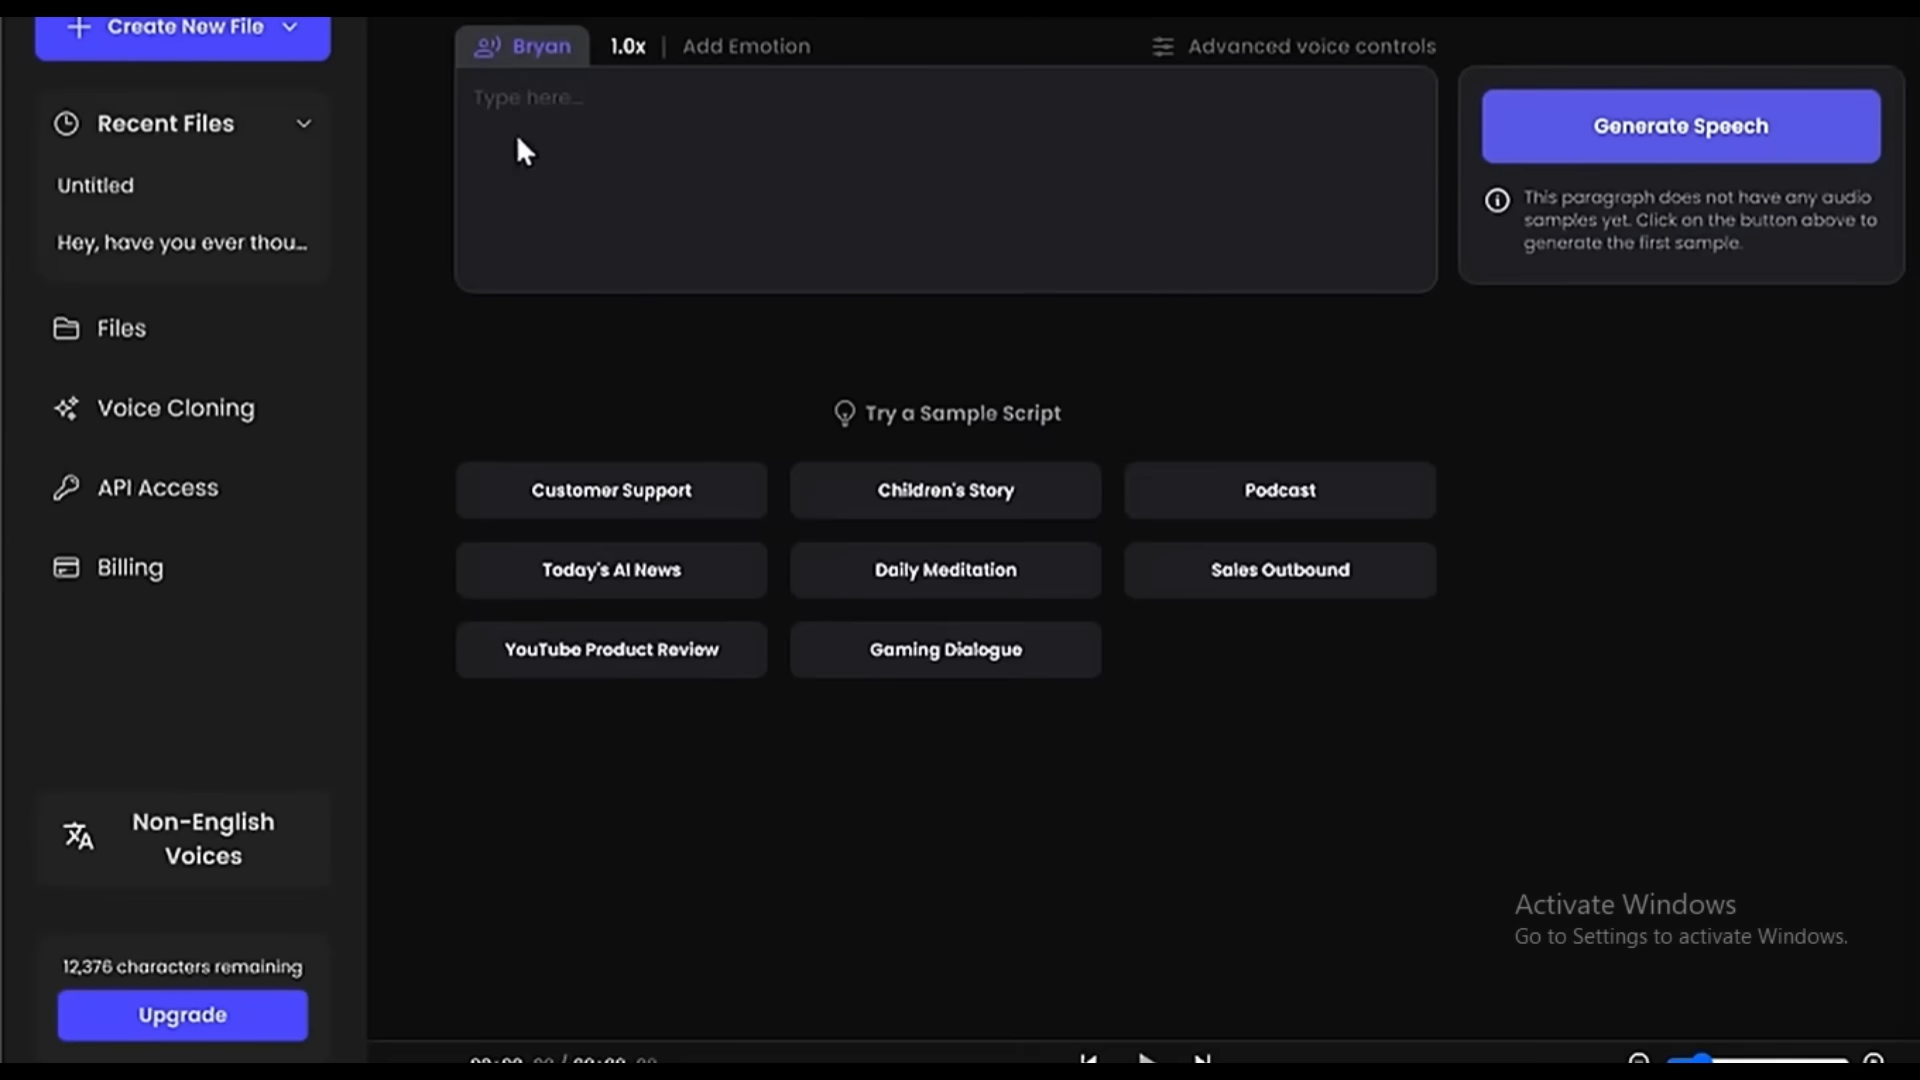 Create New File
Bryan 1.0x | Add Emotion
Advanced voice controls
Recent Files
Untitled
Hey, have you ever thou...
Files
Voice Cloning
API Access
Billing
Non-English
Voices
12,376 characters remaining
Upgrade
Type here...
Generate Speech
This paragraph does not have any audio
samples yet. Click on the button above to
generate the first sample.
Try a Sample Script
Customer Support
Children's Story
Podcast
Today's AI News
Daily Meditation
Sales Outbound
YouTube Product Review
Gaming Dialogue
Activate Windows
Go to Settings to activate Windows.